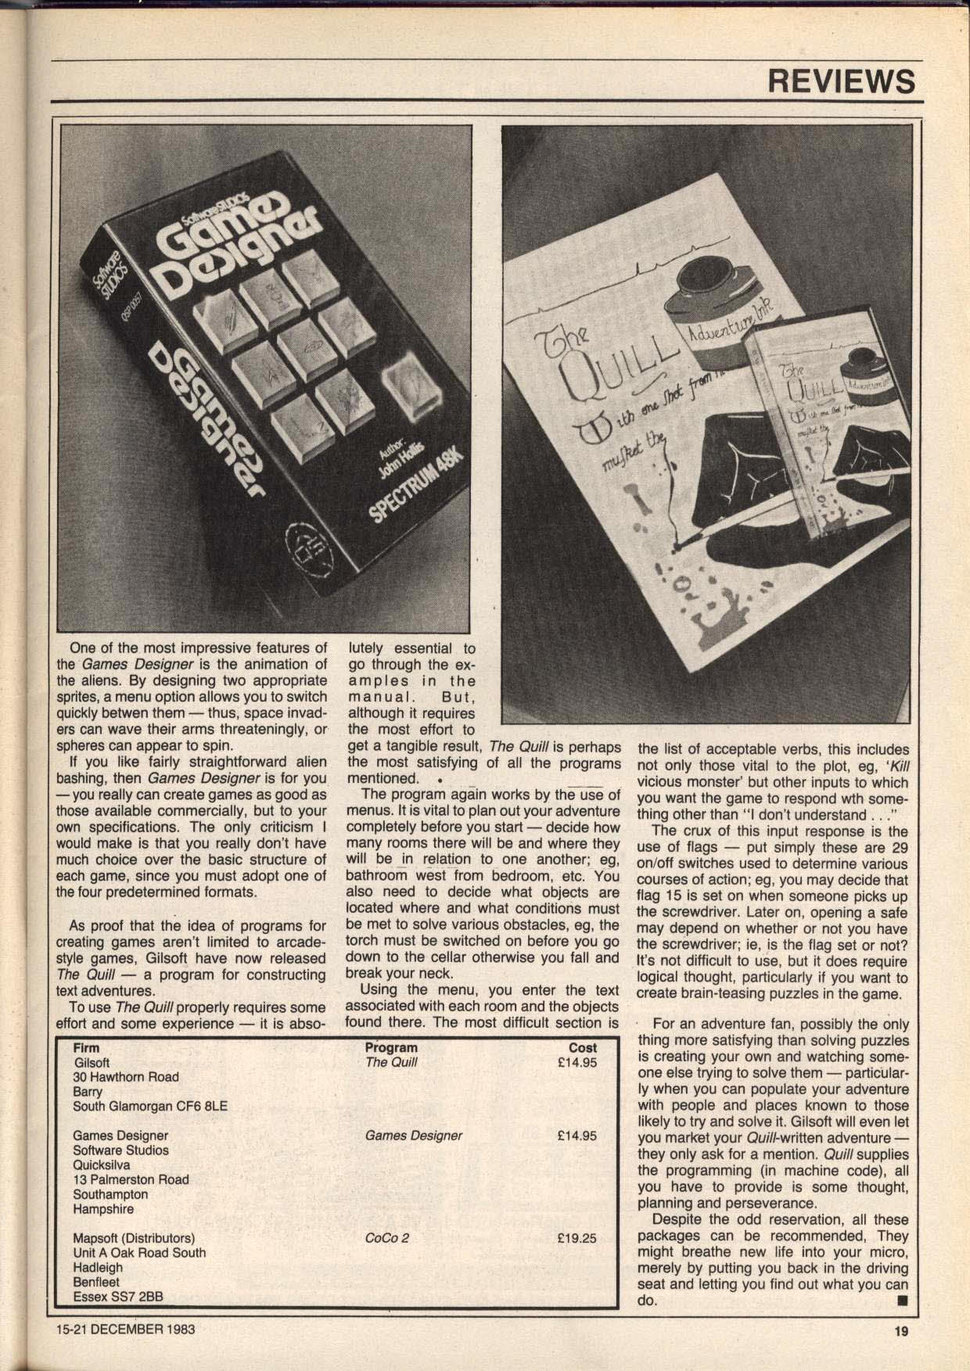 REVIEWS
Software STUDIOS
Games
Designer
Software
STUDIOS
QSP 0057
Games
Designer
Author:
John Hollis
SPECTRUM 48K
The
QUILL
Adventure Ink
With one shot from
musket the
The
QUILL
Adventure Ink
With one shot from
musket the
One of the most impressive features of
the Games Designer is the animation of
the aliens. By designing two appropriate
sprites, a menu option allows you to switch
quickly betwen them — thus, space invad-
ers can wave their arms threateningly, or
spheres can appear to spin.
If you like fairly straightforward alien
bashing, then Games Designer is for you
— you really can create games as good as
those available commercially, but to your
own specifications. The only criticism I
would make is that you really don't have
much choice over the basic structure of
each game, since you must adopt one of
the four predetermined formats.
As proof that the idea of programs for
creating games aren't limited to arcade-
style games, Gilsoft have now released
The Quill — a program for constructing
text adventures.
To use The Quill properly requires some
effort and some experience — it is abso-
lutely essential to
go through the ex-
amples in the
manual. But,
although it requires
the most effort to
get a tangible result, The Quill is perhaps
the most satisfying of all the programs
mentioned.
The program again works by the use of
menus. It is vital to plan out your adventure
completely before you start — decide how
many rooms there will be and where they
will be in relation to one another; eg,
bathroom west from bedroom, etc. You
also need to decide what objects are
located where and what conditions must
be met to solve various obstacles, eg, the
torch must be switched on before you go
down to the cellar otherwise you fall and
break your neck.
Using the menu, you enter the text
associated with each room and the objects
found there. The most difficult section is
the list of acceptable verbs, this includes
not only those vital to the plot, eg, 'Kill
vicious monster' but other inputs to which
you want the game to respond wth some-
thing other than "I don't understand . . ."
The crux of this input response is the
use of flags — put simply these are 29
on/off switches used to determine various
courses of action; eg, you may decide that
flag 15 is set on when someone picks up
the screwdriver. Later on, opening a safe
may depend on whether or not you have
the screwdriver; ie, is the flag set or not?
It's not difficult to use, but it does require
logical thought, particularly if you want to
create brain-teasing puzzles in the game.
For an adventure fan, possibly the only
thing more satisfying than solving puzzles
is creating your own and watching some-
one else trying to solve them — particular-
ly when you can populate your adventure
with people and places known to those
likely to try and solve it. Gilsoft will even let
you market your Quill-written adventure —
they only ask for a mention. Quill supplies
the programming (in machine code), all
you have to provide is some thought,
planning and perseverance.
Despite the odd reservation, all these
packages can be recommended, They
might breathe new life into your micro,
merely by putting you back in the driving
seat and letting you find out what you can
do.
Firm Program Cost
Gilsoft The Quill £14.95
30 Hawthorn Road
Barry
South Glamorgan CF6 8LE
Games Designer Games Designer £14.95
Software Studios
Quicksilva
13 Palmerston Road
Southampton
Hampshire
Mapsoft (Distributors) CoCo 2 £19.25
Unit A Oak Road South
Hadleigh
Benfleet
Essex SS7 2BB
15-21 DECEMBER 1983
19